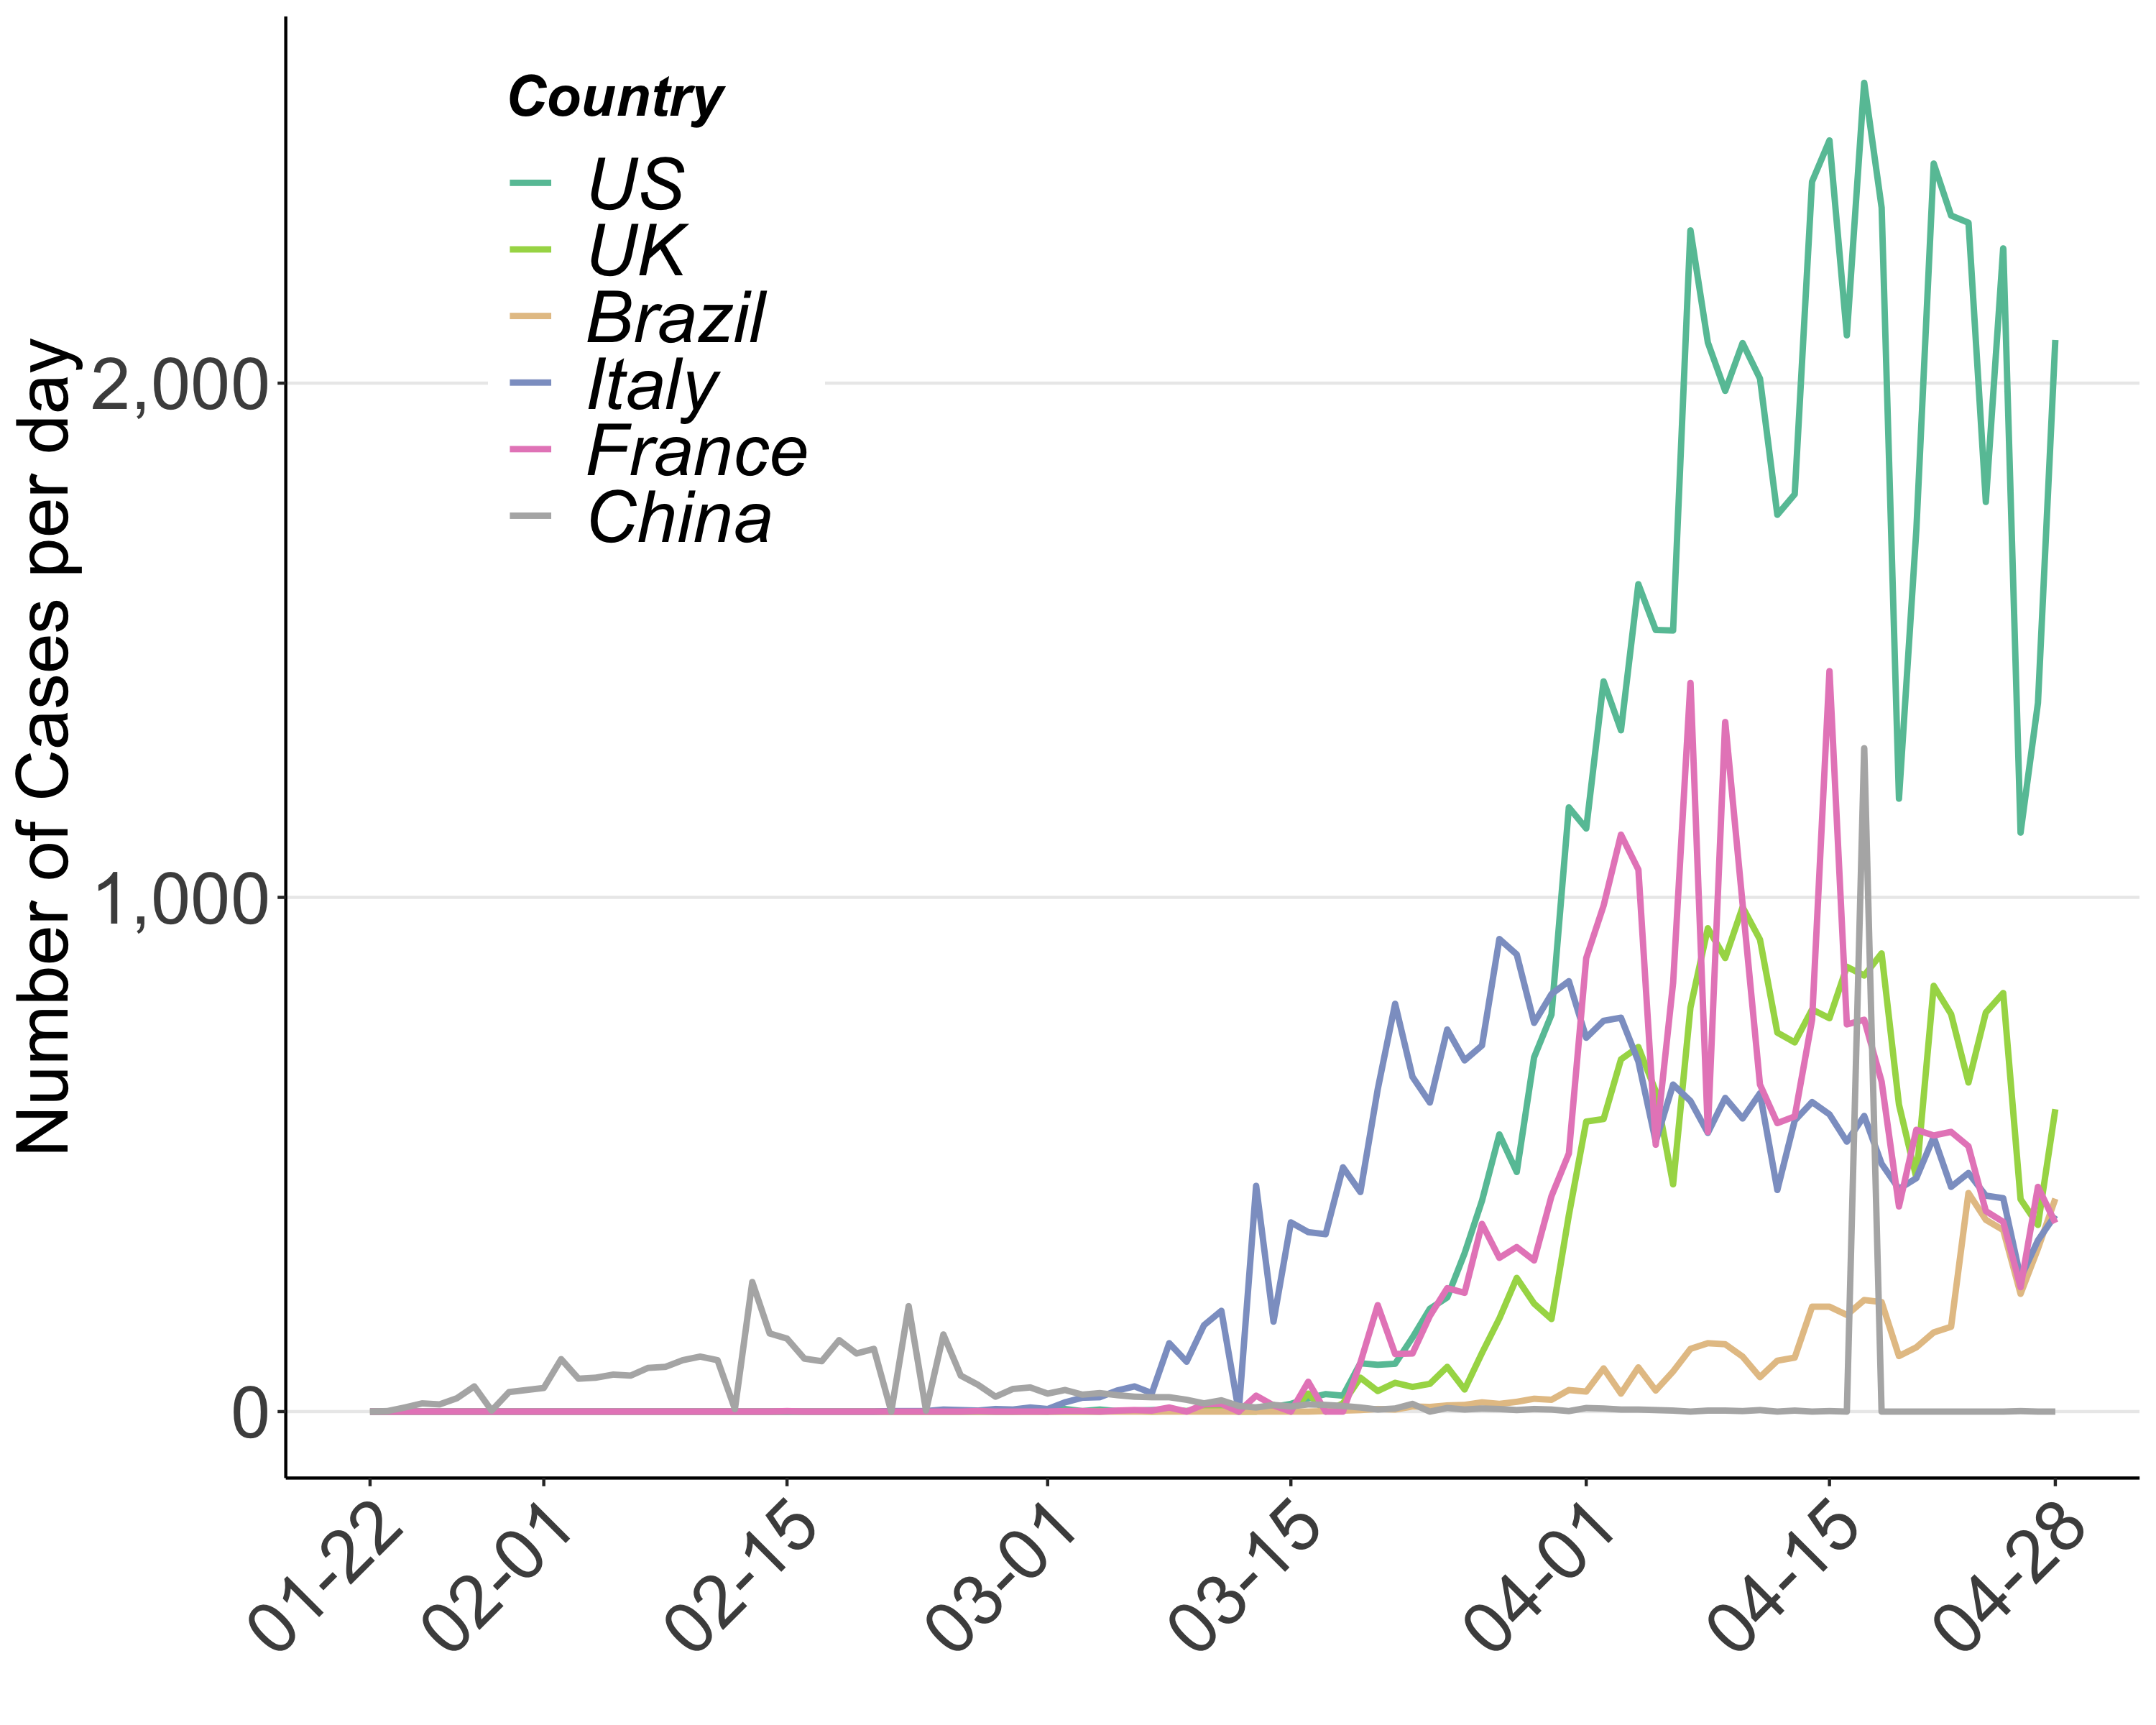 Country
US
UK
Brazil
Italy
France
China
Number of Cases per day
2,000
1,000
0
01-22
02-01
02-15
03-01
03-15
04-01
04-15
04-28